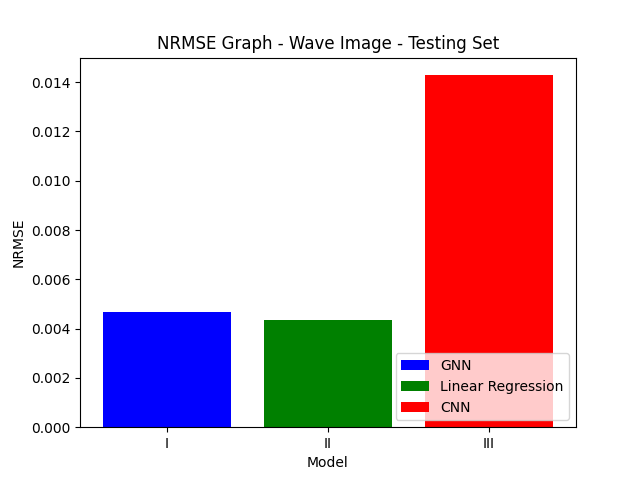 NRMSE Graph - Wave Image - Testing Set
0.014
0.012
0.010
0.008
0.006
0.004
0.002
0.000
NRMSE
GNN
Linear Regression
CNN
I
II
III
Model